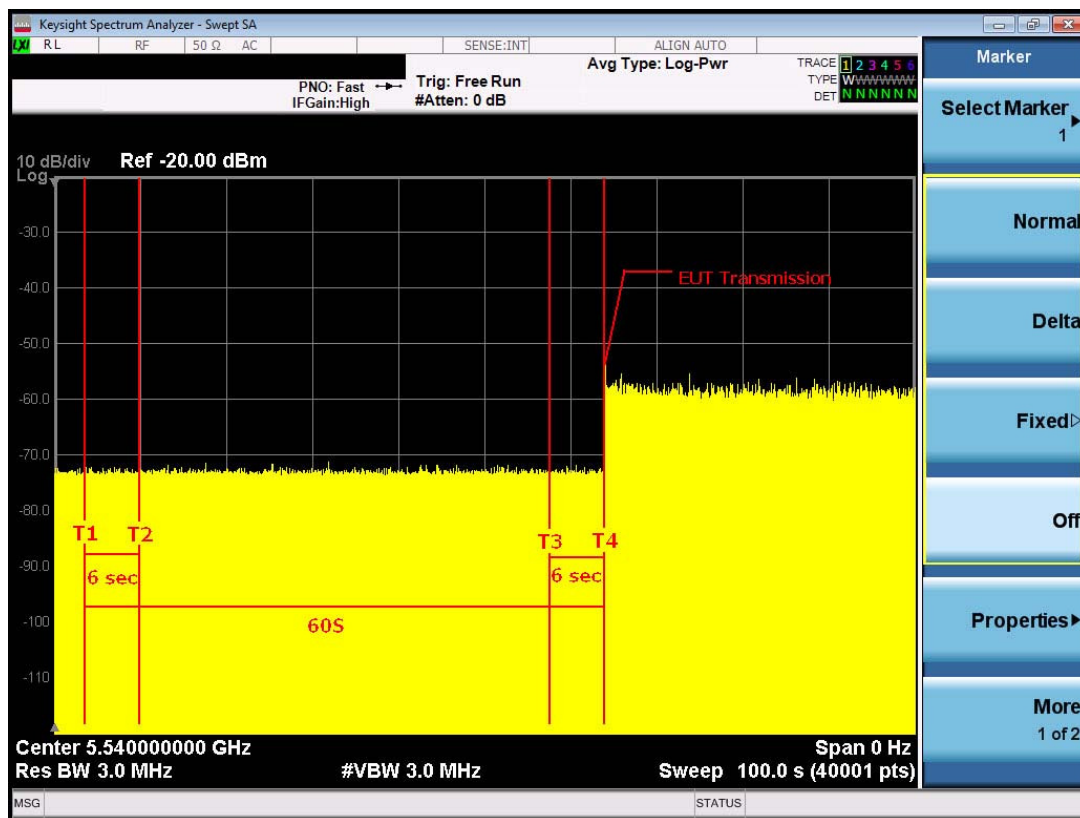 Keysight Spectrum Analyzer - Swept SA
LXI RL RF 50 Ω AC SENSE:INT ALIGN AUTO
PNO: Fast
IFGain:High
Trig: Free Run
#Atten: 0 dB
Avg Type: Log-Pwr
TRACE 1 2 3 4 5 6
TYPE WWWWWW
DET N N N N N N
10 dB/div Ref -20.00 dBm
Log
-30.0
-40.0
-50.0
-60.0
-70.0
-80.0
-90.0
-100
-110
EUT Transmission
T1 T2 T3 T4
6 sec 6 sec
60S
Center 5.540000000 GHz Span 0 Hz
Res BW 3.0 MHz #VBW 3.0 MHz Sweep 100.0 s (40001 pts)
MSG STATUS
Marker
Select Marker
1
Normal
Delta
Fixed
Off
Properties
More
1 of 2